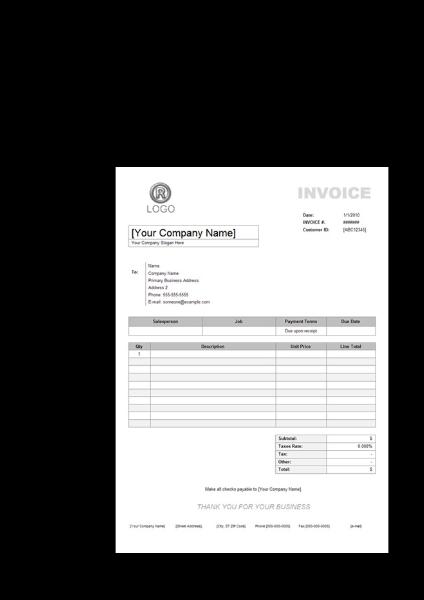 INVOICE
R
LOGO
Date: 1/1/2010
INVOICE #: #######
Customer ID: [ABC12345]
[Your Company Name]
Your Company Slogan Here
To:
Name
Company Name
Primary Business Address
Address 2
Phone: 555-555-5555
E-mail: someone@example.com
Salesperson Job Payment Terms Due Date
Due upon receipt
Qty Description Unit Price Line Total
1
Subtotal: $
Taxes Rate: 0.000%
Tax: -
Other: -
Total: $
Make all checks payable to [Your Company Name]
THANK YOU FOR YOUR BUSINESS
[Your Company Name] [Street Address], [City, ST ZIP Code] Phone [000-000-0000] Fax [000-000-0000] [e-mail]